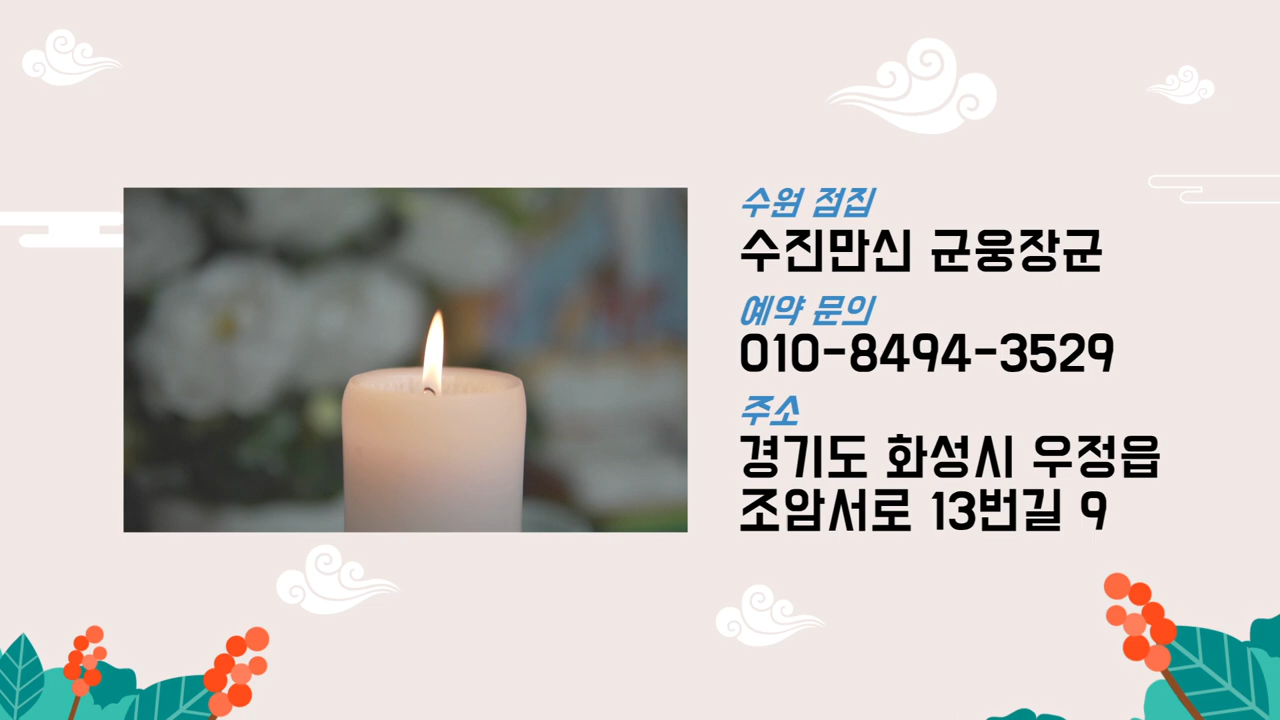 수원 점집
수진만신 군웅장군
예약 문의
010-8494-3529
주소
경기도 화성시 우정읍
조암서로 13번길 9